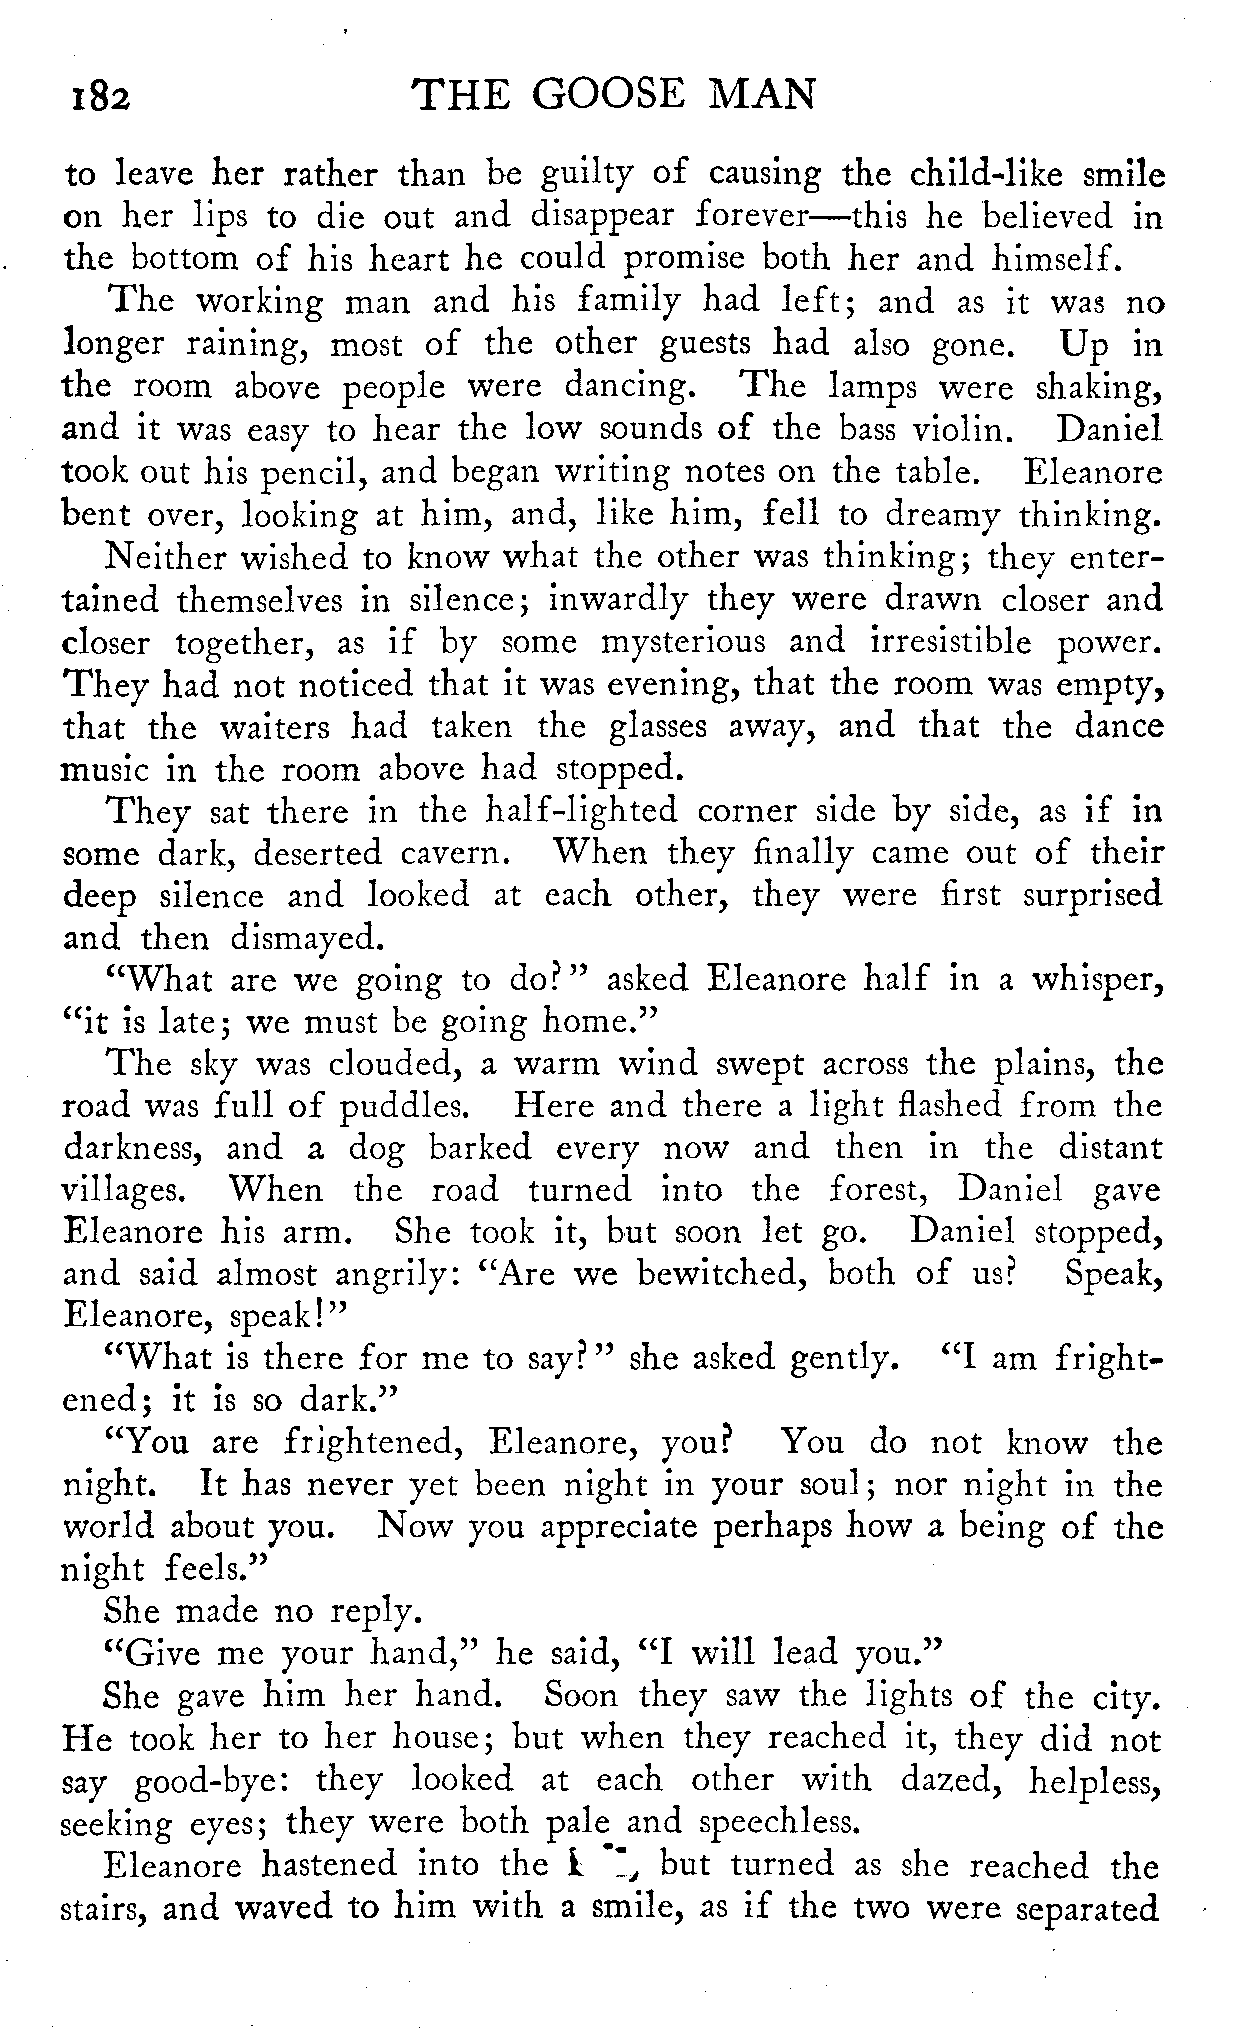 182 THE GOOSE MAN
to leave her rather than be guilty of causing the child-like smile
on her lips to die out and disappear forever—this he believed in
the bottom of his heart he could promise both her and himself.
The working man and his family had left; and as it was no
longer raining, most of the other guests had also gone. Up in
the room above people were dancing. The lamps were shaking,
and it was easy to hear the low sounds of the bass violin. Daniel
took out his pencil, and began writing notes on the table. Eleanore
bent over, looking at him, and, like him, fell to dreamy thinking.
Neither wished to know what the other was thinking; they enter-
tained themselves in silence; inwardly they were drawn closer and
closer together, as if by some mysterious and irresistible power.
They had not noticed that it was evening, that the room was empty,
that the waiters had taken the glasses away, and that the dance
music in the room above had stopped.
They sat there in the half-lighted corner side by side, as if in
some dark, deserted cavern. When they finally came out of their
deep silence and looked at each other, they were first surprised
and then dismayed.
"What are we going to do?" asked Eleanore half in a whisper,
"it is late; we must be going home."
The sky was clouded, a warm wind swept across the plains, the
road was full of puddles. Here and there a light flashed from the
darkness, and a dog barked every now and then in the distant
villages. When the road turned into the forest, Daniel gave
Eleanore his arm. She took it, but soon let go. Daniel stopped,
and said almost angrily: "Are we bewitched, both of us? Speak,
Eleanore, speak!"
"What is there for me to say?" she asked gently. "I am fright-
ened; it is so dark."
"You are frightened, Eleanore, you? You do not know the
night. It has never yet been night in your soul; nor night in the
world about you. Now you appreciate perhaps how a being of the
night feels."
She made no reply.
"Give me your hand," he said, "I will lead you."
She gave him her hand. Soon they saw the lights of the city.
He took her to her house; but when they reached it, they did not
say good-bye: they looked at each other with dazed, helpless,
seeking eyes; they were both pale and speechless.
Eleanore hastened into the but turned as she reached the
stairs, and waved to him with a smile, as if the two were separated